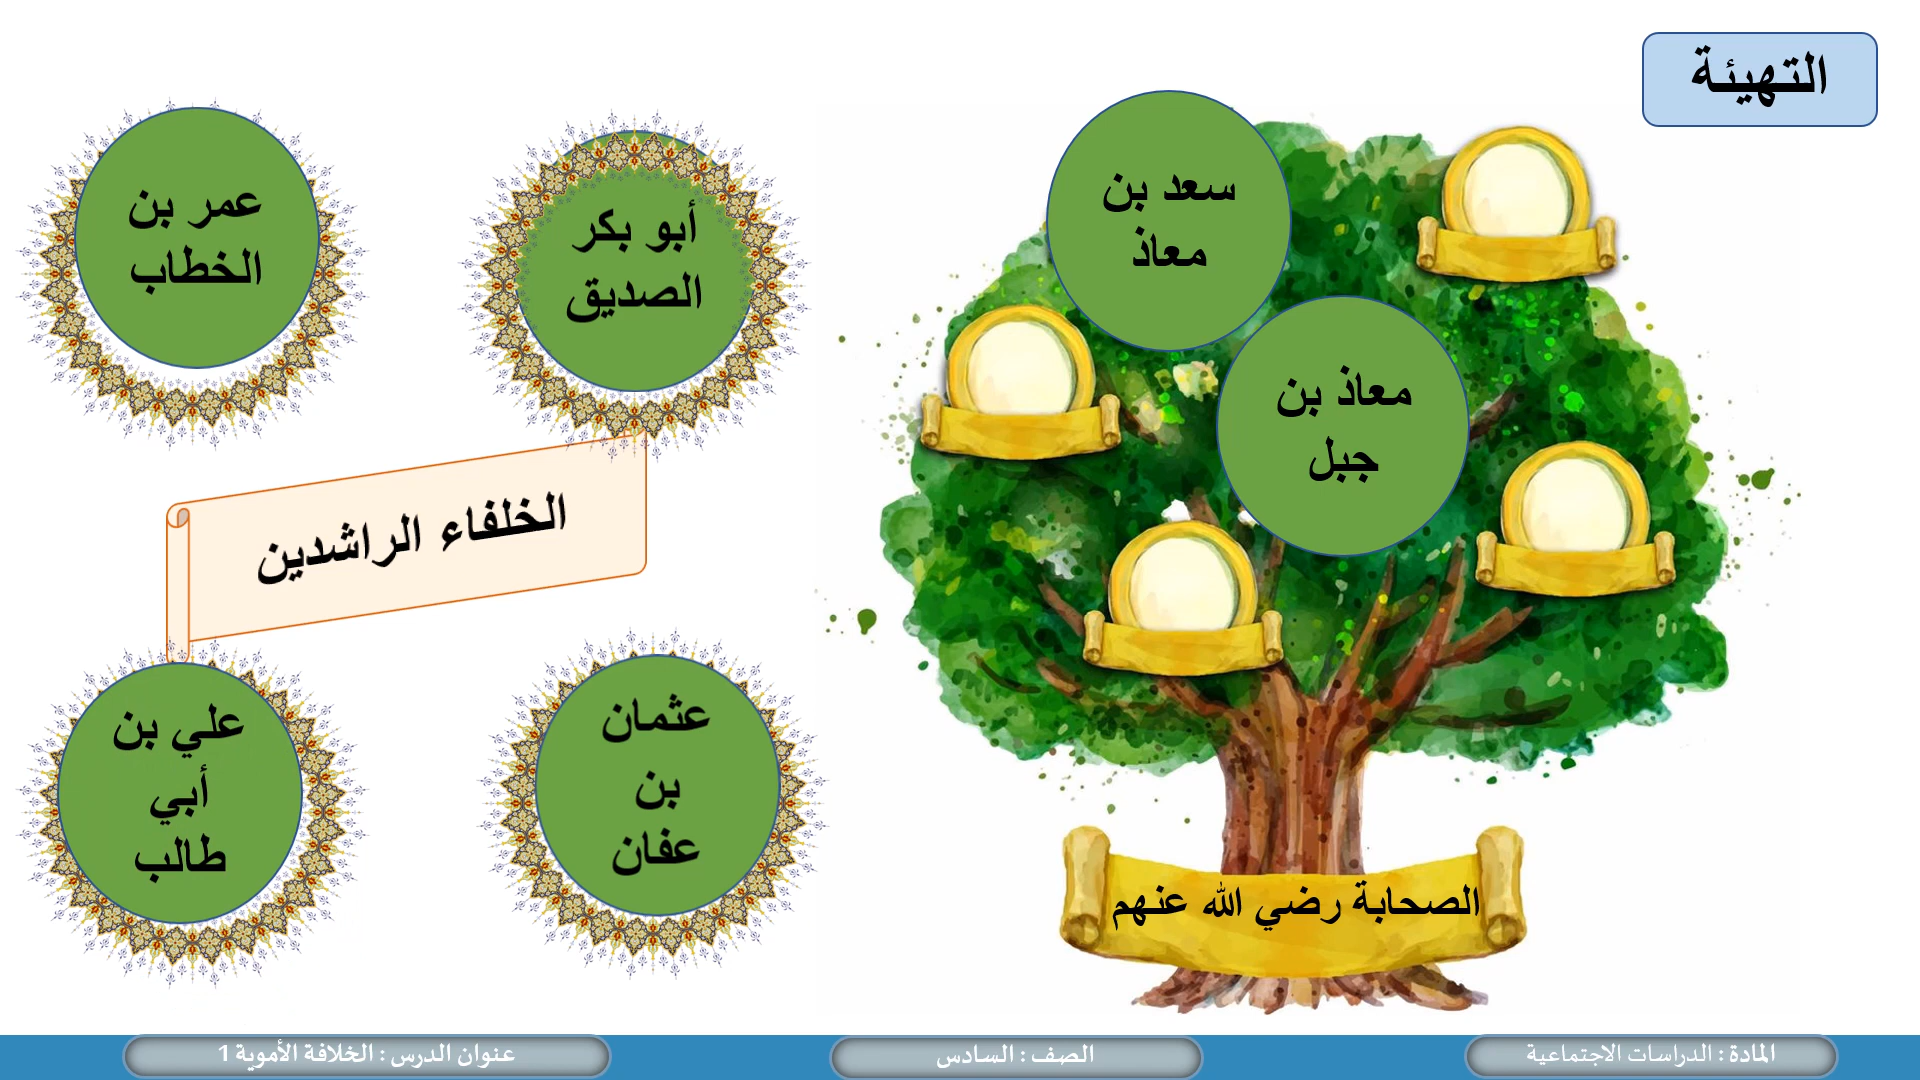 التهيئة
سعد بن
معاذ
معاذ بن
جبل
الصحابة رضي الله عنهم
أبو بكر
الصديق
عمر بن
الخطاب
الخلفاء الراشدين
عثمان
بن
عفان
علي بن
أبي
طالب
المادة : الدراسات الاجتماعية
الصف : السادس
عنوان الدرس : الخلافة الأموية 1